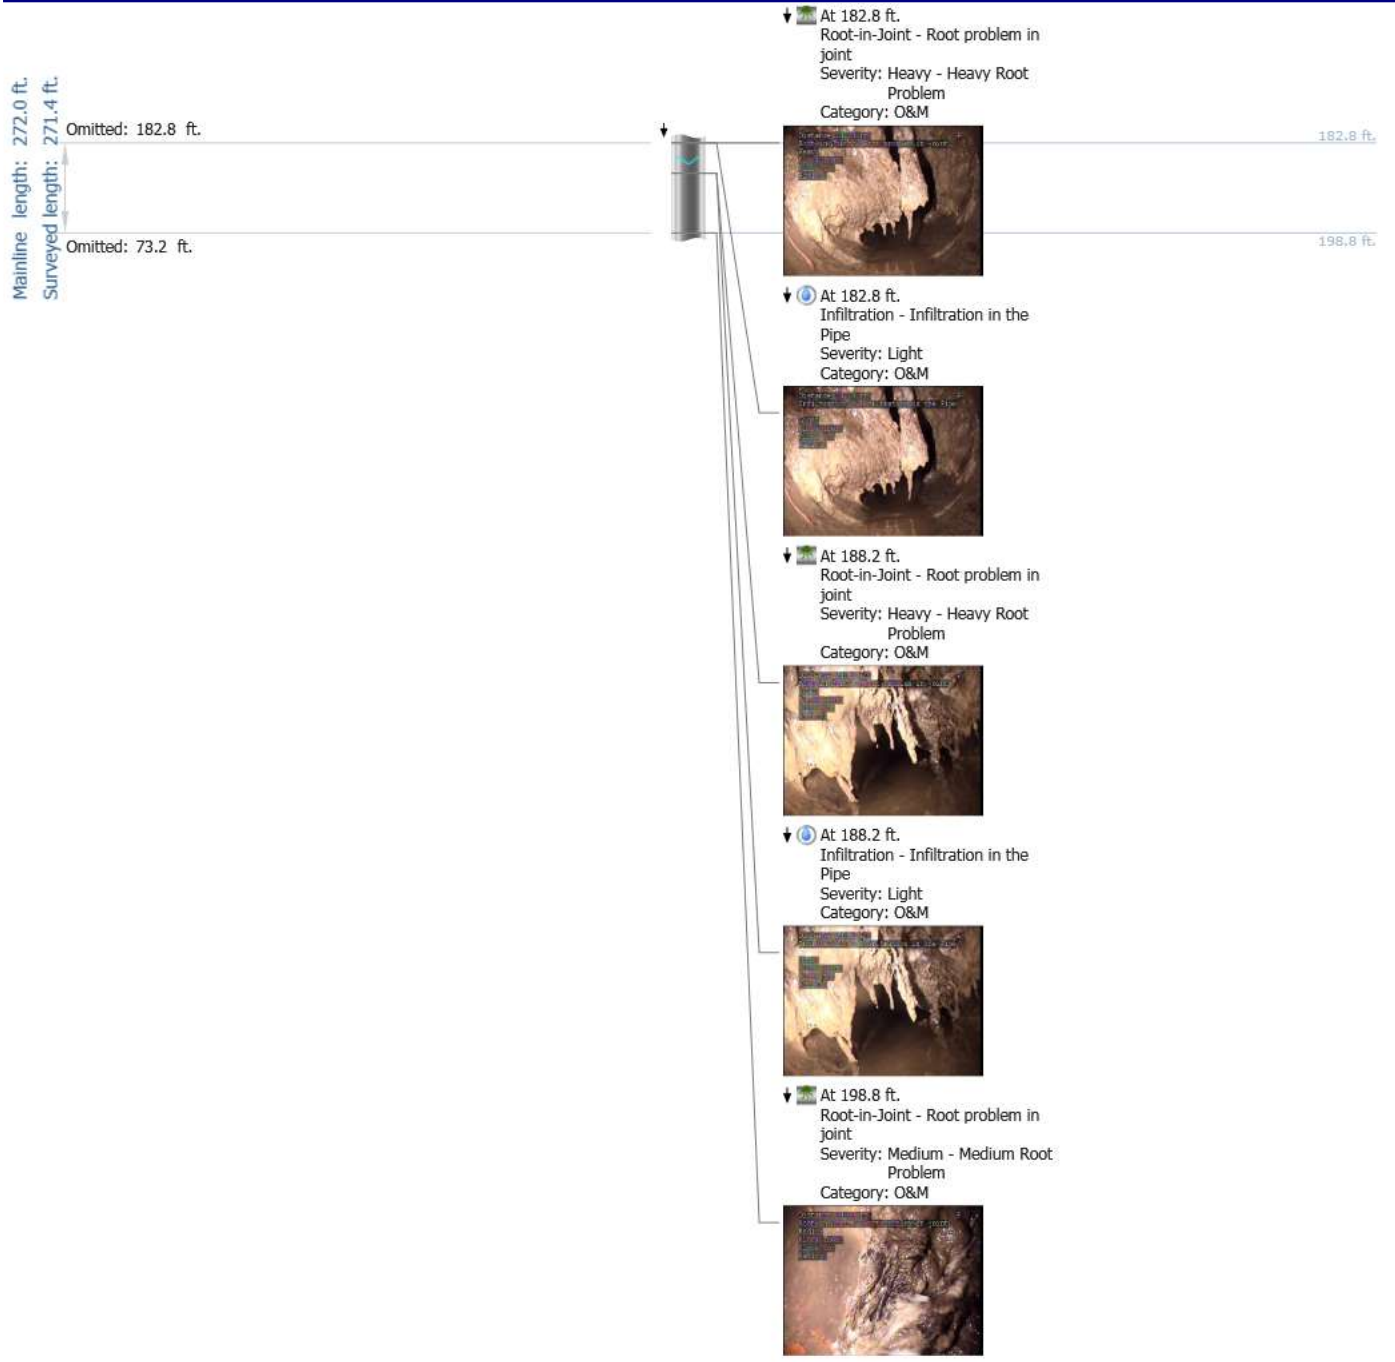 Mainline length: 272.0 ft.
Surveyed length: 271.4 ft.
Omitted: 182.8 ft.
Omitted: 73.2 ft.
At 182.8 ft.
Root-in-Joint - Root problem in
joint
Severity: Heavy - Heavy Root
Problem
Category: O&M
182.8 ft.
198.8 ft.
At 182.8 ft.
Infiltration - Infiltration in the
Pipe
Severity: Light
Category: O&M
At 188.2 ft.
Root-in-Joint - Root problem in
joint
Severity: Heavy - Heavy Root
Problem
Category: O&M
At 188.2 ft.
Infiltration - Infiltration in the
Pipe
Severity: Light
Category: O&M
At 198.8 ft.
Root-in-Joint - Root problem in
joint
Severity: Medium - Medium Root
Problem
Category: O&M